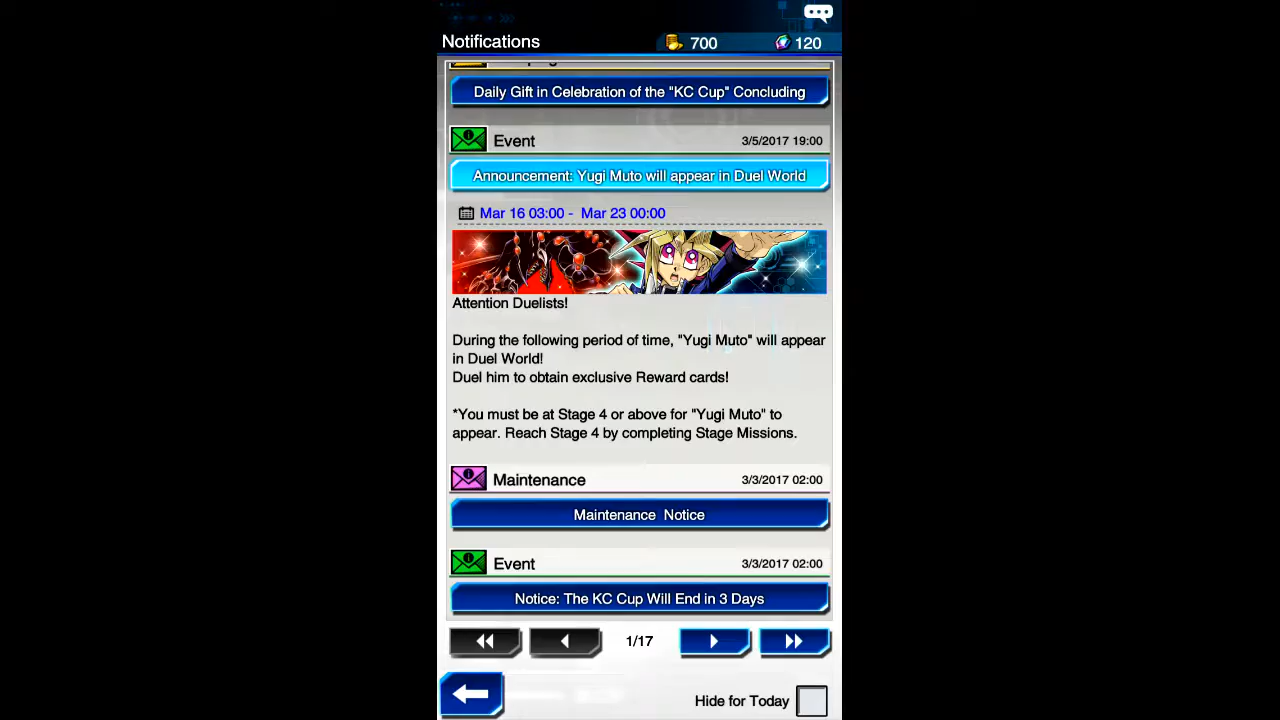 Notifications 700 120
Daily Gift in Celebration of the "KC Cup" Concluding
Event 3/5/2017 19:00
Announcement: Yugi Muto will appear in Duel World
Mar 16 03:00 - Mar 23 00:00
Attention Duelists!
During the following period of time, "Yugi Muto" will appear
in Duel World!
Duel him to obtain exclusive Reward cards!
*You must be at Stage 4 or above for "Yugi Muto" to
appear. Reach Stage 4 by completing Stage Missions.
Maintenance 3/3/2017 02:00
Maintenance Notice
Event 3/3/2017 02:00
Notice: The KC Cup Will End in 3 Days
1/17
Hide for Today